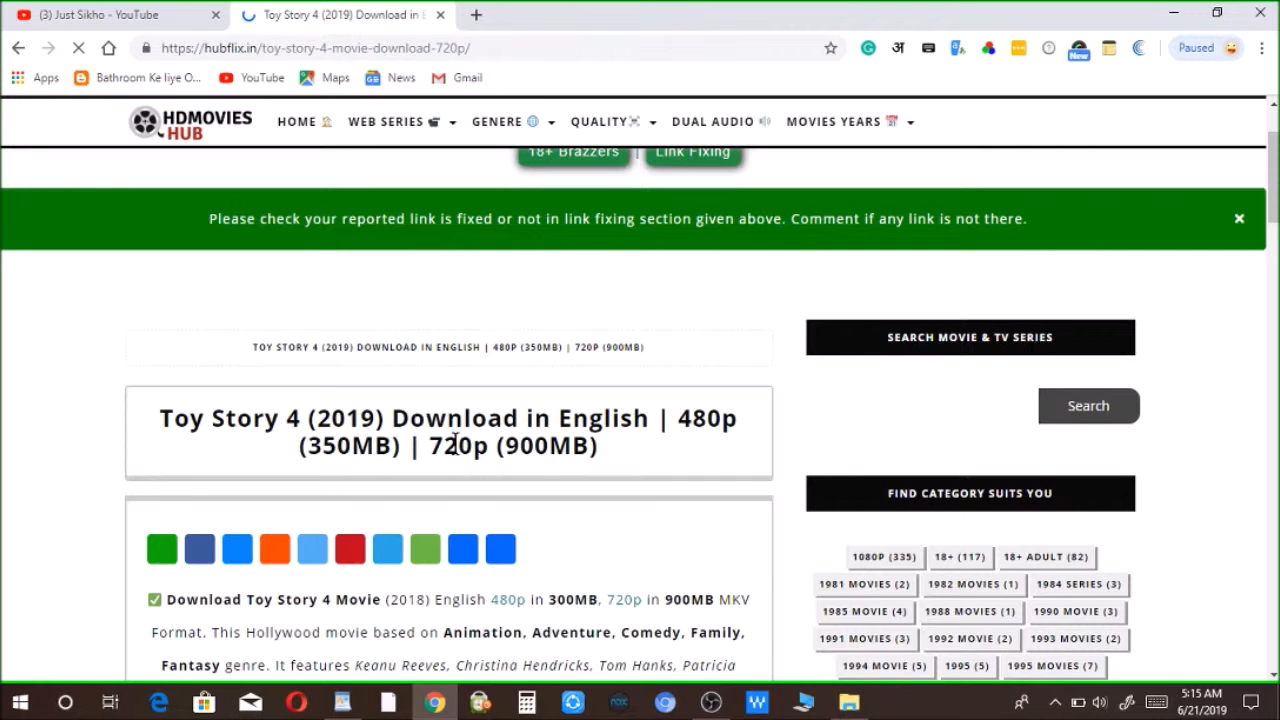 (3) Just Sikho - YouTube
Toy Story 4 (2019) Download in E
https://hubflix.in/toy-story-4-movie-download-720p/
अ
New
Paused
Apps
Bathroom Ke liye O...
YouTube
Maps
News
Gmail
HDMOVIES
HUB
HOME
WEB SERIES
GENERE
QUALITY
DUAL AUDIO
MOVIES YEARS
18+ Brazzers | Link Fixing
Please check your reported link is fixed or not in link fixing section given above. Comment if any link is not there.
TOY STORY 4 (2019) DOWNLOAD IN ENGLISH | 480P (350MB) | 720P (900MB)
Toy Story 4 (2019) Download in English | 480p
(350MB) | 720p (900MB)
Download Toy Story 4 Movie (2018) English 480p in 300MB, 720p in 900MB MKV
Format. This Hollywood movie based on Animation, Adventure, Comedy, Family,
Fantasy genre. It features Keanu Reeves, Christina Hendricks, Tom Hanks, Patricia
SEARCH MOVIE & TV SERIES
Search
FIND CATEGORY SUITS YOU
1080P (335) 18+ (117) 18+ ADULT (82)
1981 MOVIES (2) 1982 MOVIES (1) 1984 SERIES (3)
1985 MOVIE (4) 1988 MOVIES (1) 1990 MOVIE (3)
1991 MOVIES (3) 1992 MOVIE (2) 1993 MOVIES (2)
1994 MOVIE (5) 1995 (5) 1995 MOVIES (7)
nox
W
5:15 AM
6/21/2019